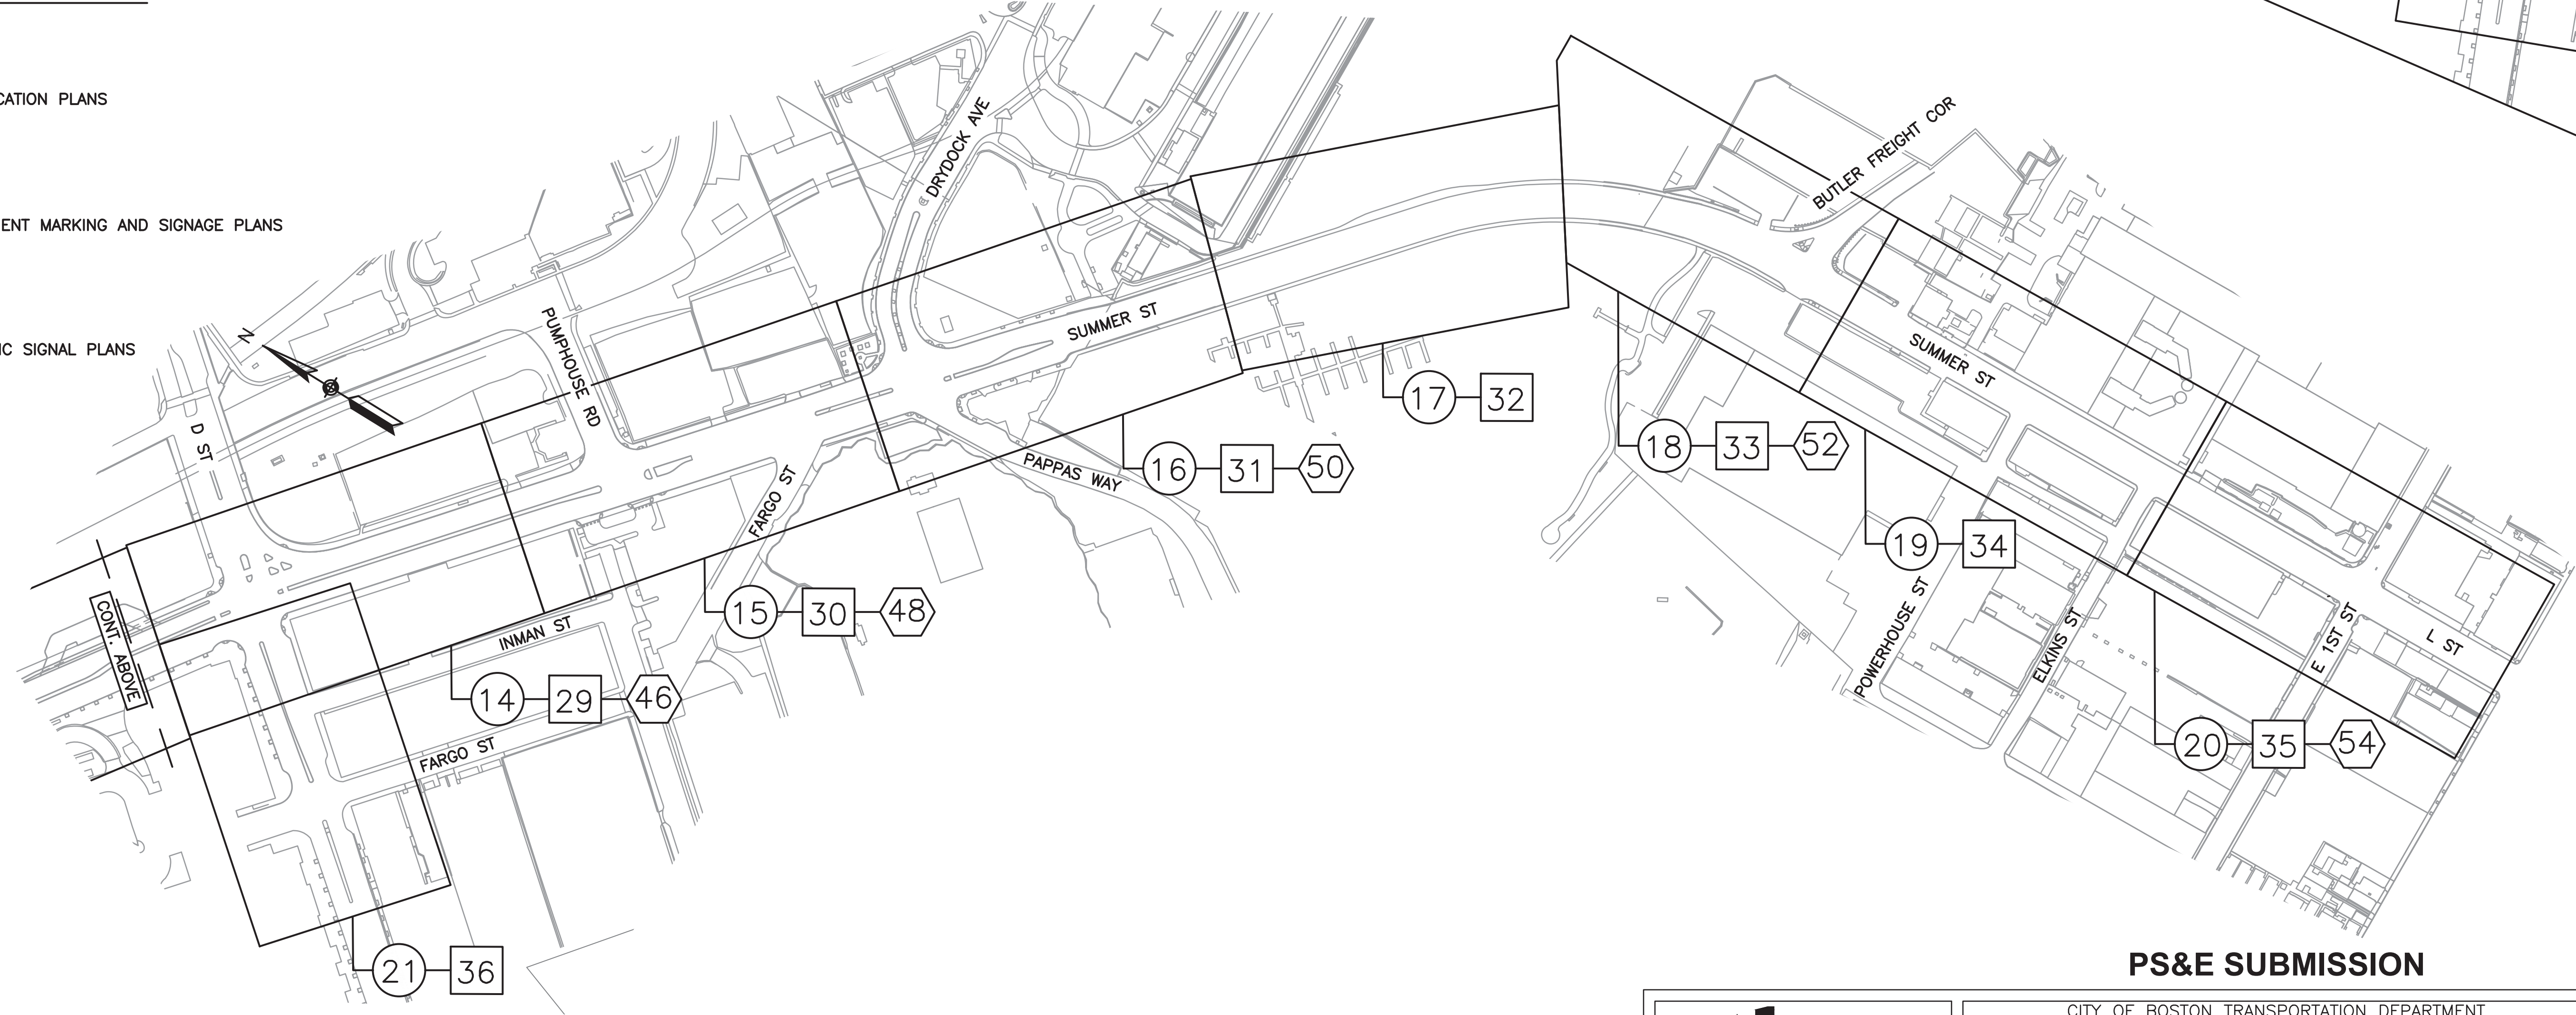 CATION PLANS
ENT MARKING AND SIGNAGE PLANS
IC SIGNAL PLANS
N
D ST
PUMPHOUSE RD
DRYDOCK AVE
SUMMER ST
BUTLER FREIGHT COR
SUMMER ST
FARGO ST
PAPPAS WAY
INMAN ST
FARGO ST
CONT. ABOVE
POWERHOUSE ST
ELKINS ST
E 1ST ST
L ST
17 32
16 31 50
18 33 52
19 34
15 30 48
14 29 46
20 35 54
21 36
PS&E SUBMISSION
CITY OF BOSTON TRANSPORTATION DEPARTMENT